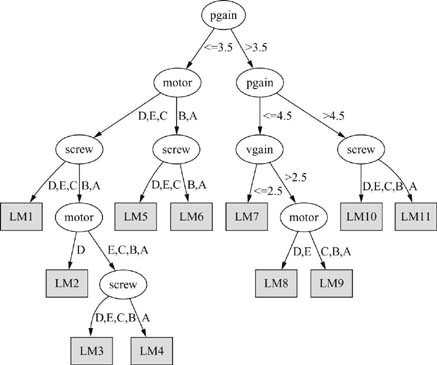 pgain
<=3.5 >3.5
motor pgain
D,E,C B,A <=4.5 >4.5
screw screw vgain screw
D,E,C B,A D,E,C B,A <=2.5 >2.5 D,E,C,B A
LM1 motor LM5 LM6 LM7 motor LM10 LM11
D E,C,B,A D,E C,B,A
LM2 screw LM8 LM9
D,E,C,B A
LM3 LM4